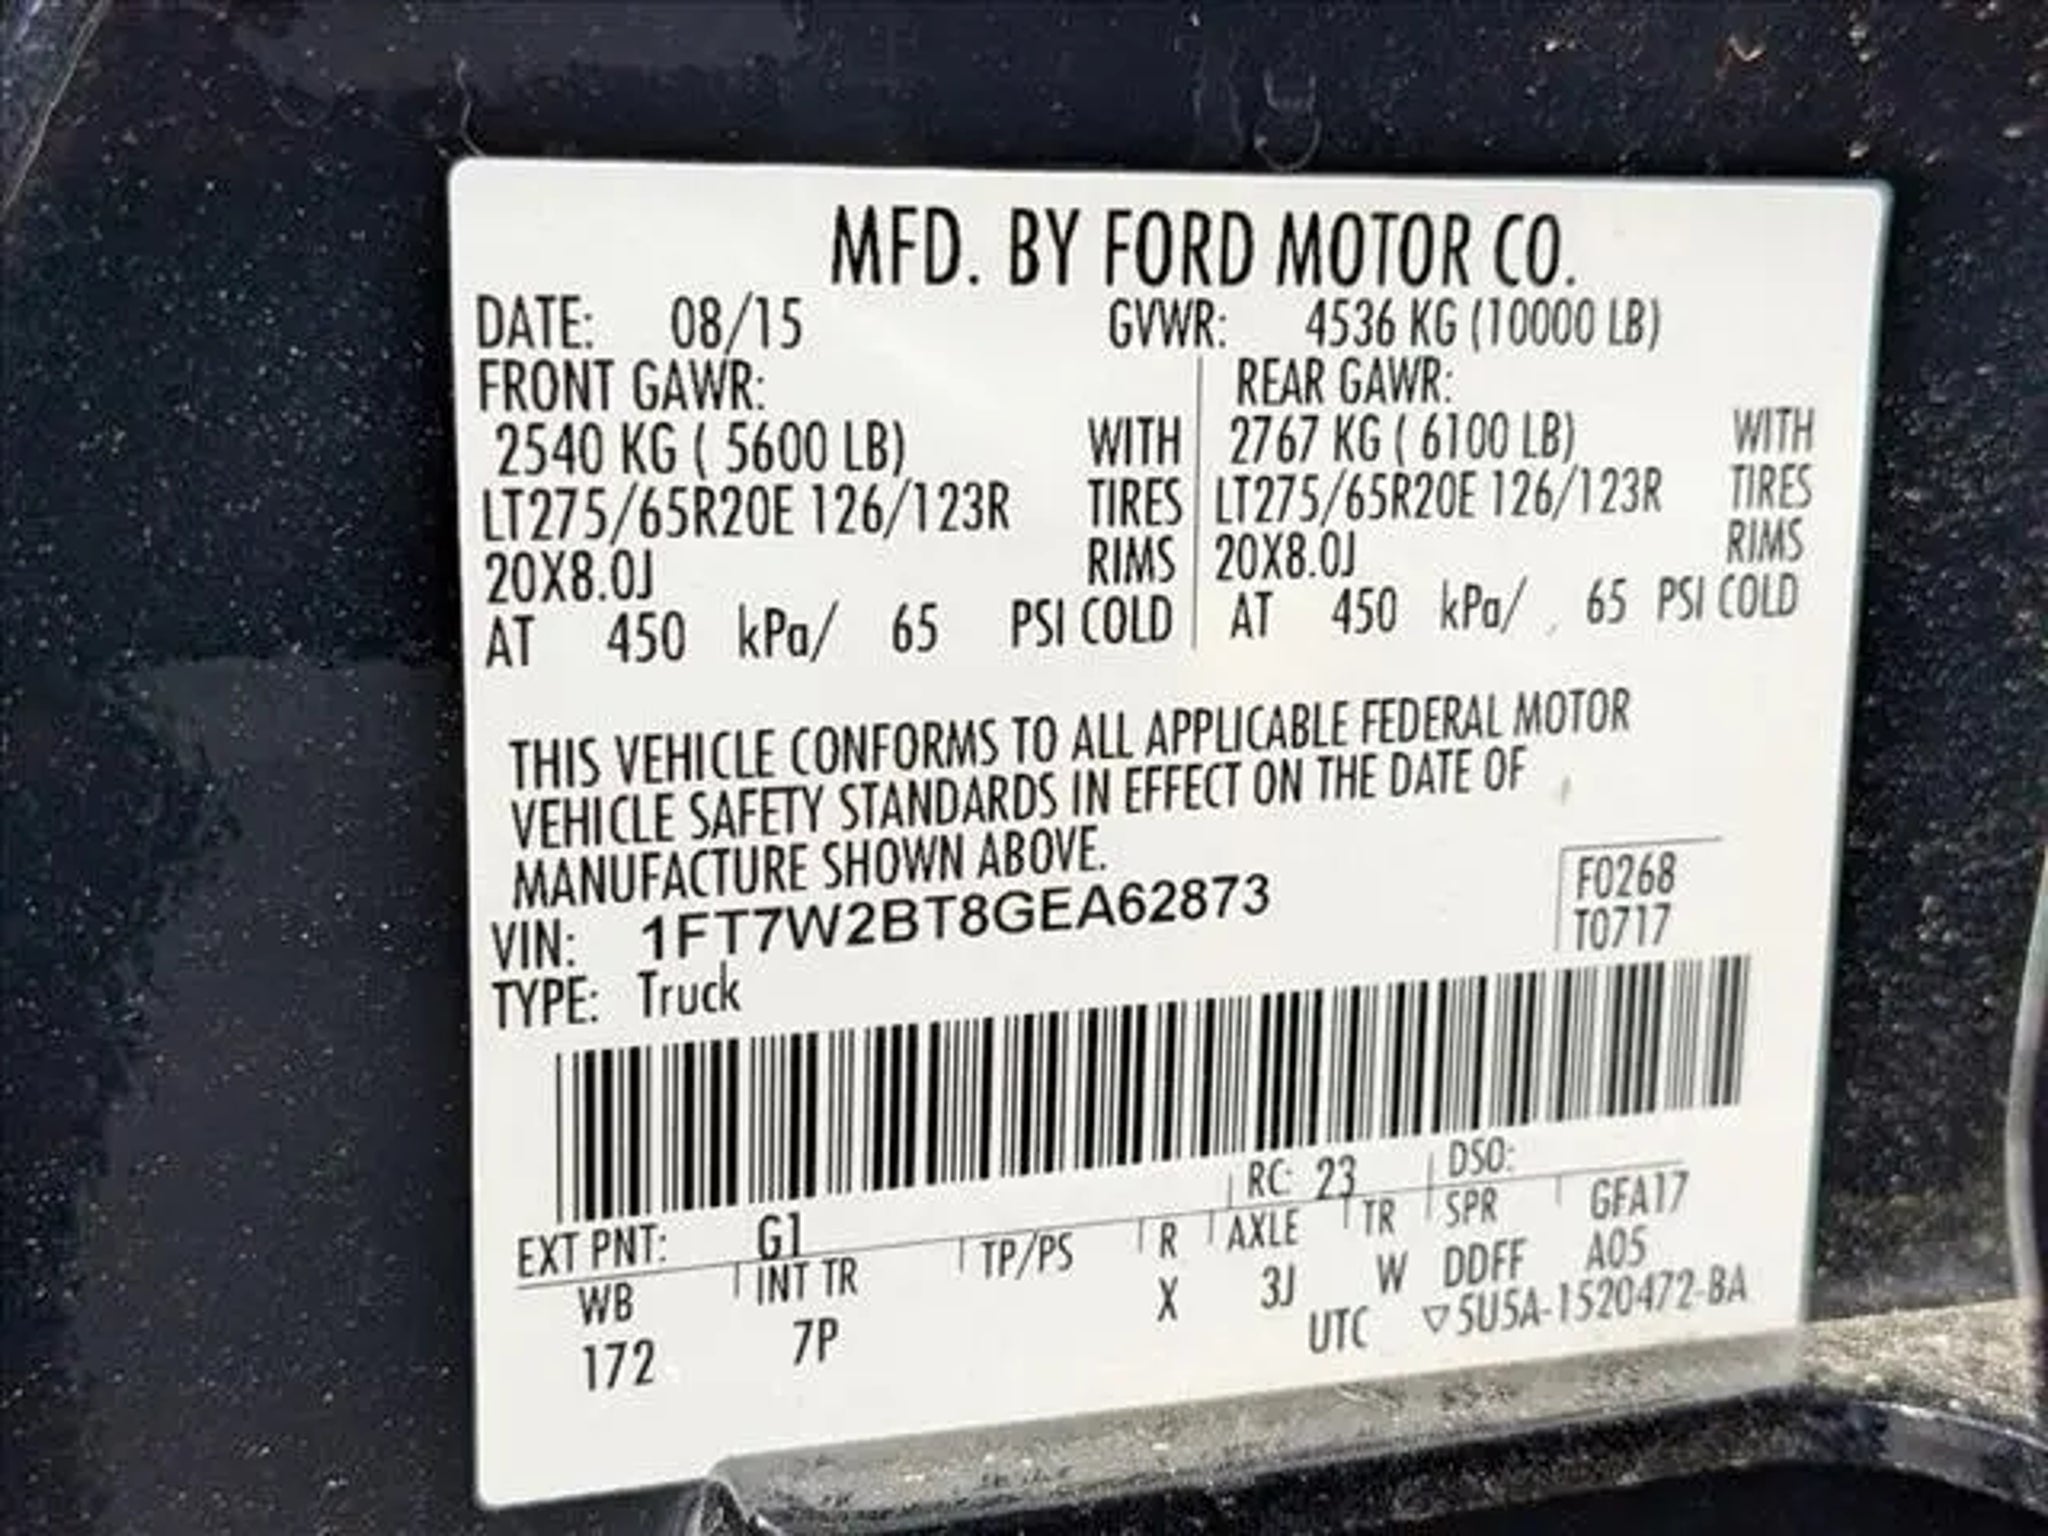 MFD. BY FORD MOTOR CO.
DATE: 08/15 GVWR: 4536 KG (10000 LB)
FRONT GAWR: REAR GAWR:
2540 KG ( 5600 LB) WITH 2767 KG ( 6100 LB) WITH
LT275/65R20E 126/123R TIRES LT275/65R20E 126/123R TIRES
20X8.0J RIMS 20X8.0J RIMS
AT 450 kPa/ 65 PSI COLD AT 450 kPa/ 65 PSI COLD
THIS VEHICLE CONFORMS TO ALL APPLICABLE FEDERAL MOTOR
VEHICLE SAFETY STANDARDS IN EFFECT ON THE DATE OF
MANUFACTURE SHOWN ABOVE.
F0268
VIN: 1FT7W2BT8GEA62873 T0717
TYPE: Truck
RC: 23 DSO:
EXT PNT: G1
WB INT TR TP/PS R AXLE TR SPR GFA17
172 7P X 3J W DDFF A05
UTC ▽5U5A-1520472-BA